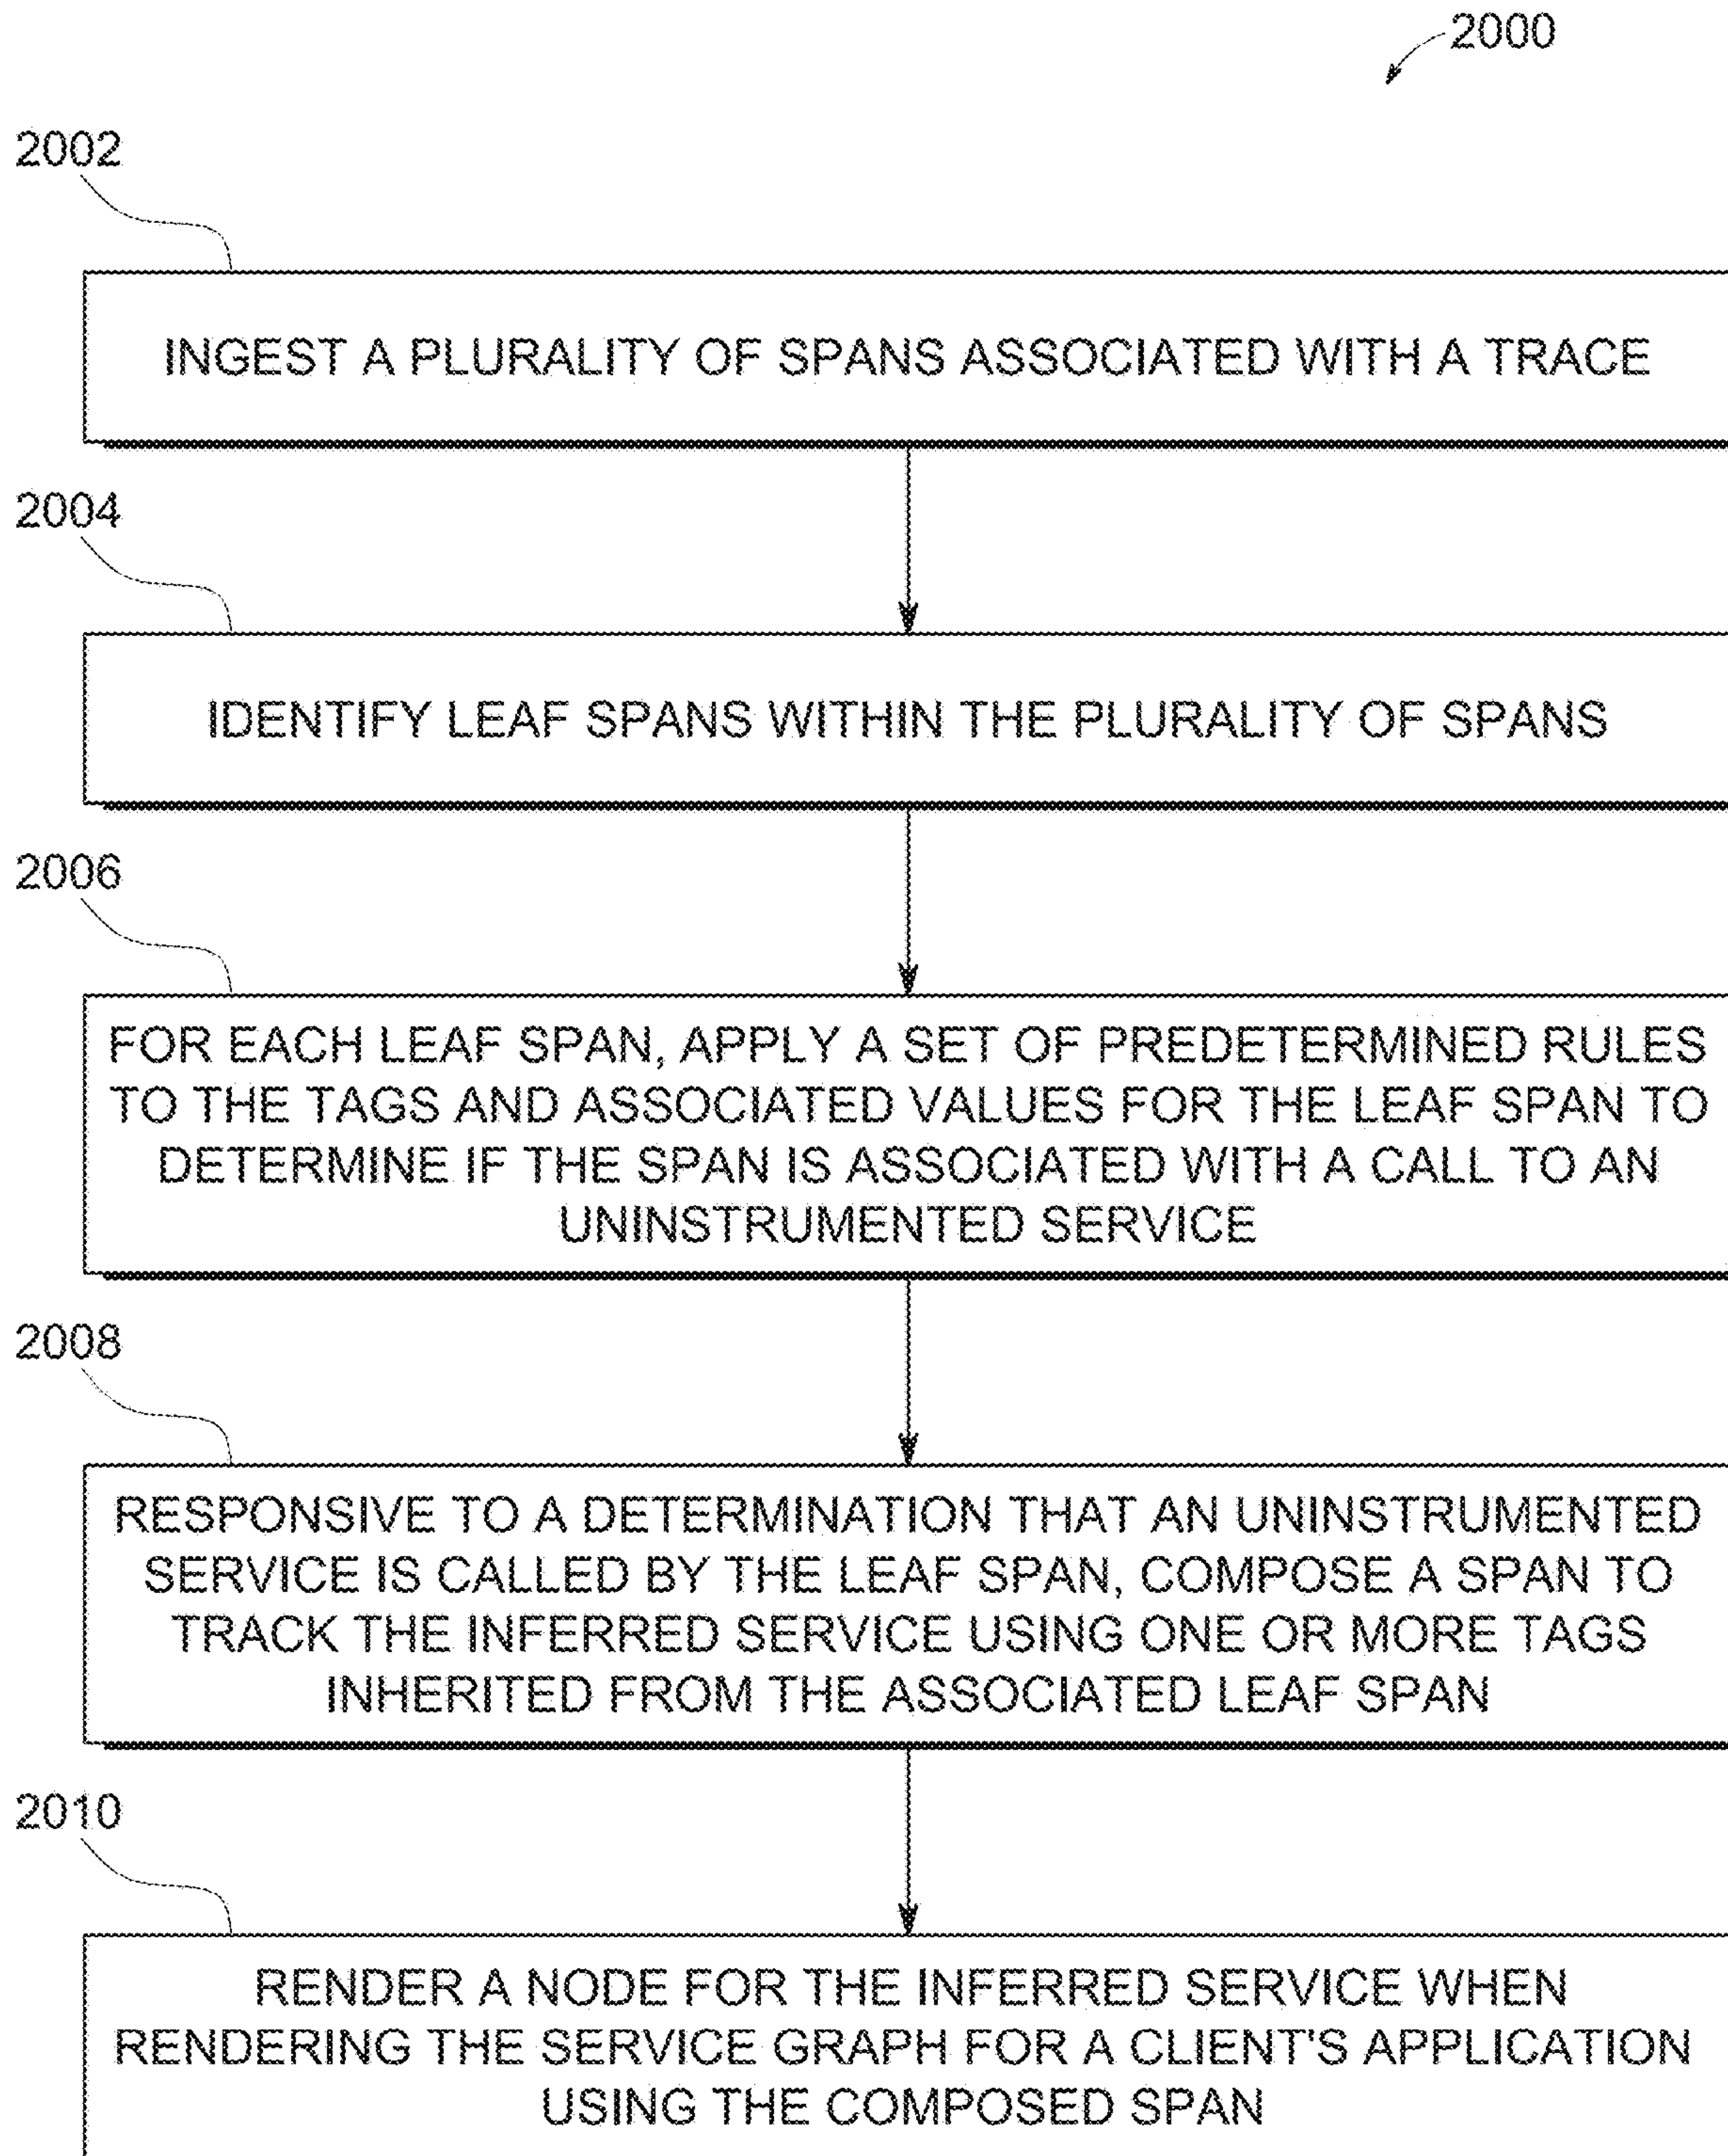 2000
2002
INGEST A PLURALITY OF SPANS ASSOCIATED WITH A TRACE
2004
IDENTIFY LEAF SPANS WITHIN THE PLURALITY OF SPANS
2006
FOR EACH LEAF SPAN, APPLY A SET OF PREDETERMINED RULES
TO THE TAGS AND ASSOCIATED VALUES FOR THE LEAF SPAN TO
DETERMINE IF THE SPAN IS ASSOCIATED WITH A CALL TO AN
UNINSTRUMENTED SERVICE
2008
RESPONSIVE TO A DETERMINATION THAT AN UNINSTRUMENTED
SERVICE IS CALLED BY THE LEAF SPAN, COMPOSE A SPAN TO
TRACK THE INFERRED SERVICE USING ONE OR MORE TAGS
INHERITED FROM THE ASSOCIATED LEAF SPAN
2010
RENDER A NODE FOR THE INFERRED SERVICE WHEN
RENDERING THE SERVICE GRAPH FOR A CLIENT'S APPLICATION
USING THE COMPOSED SPAN